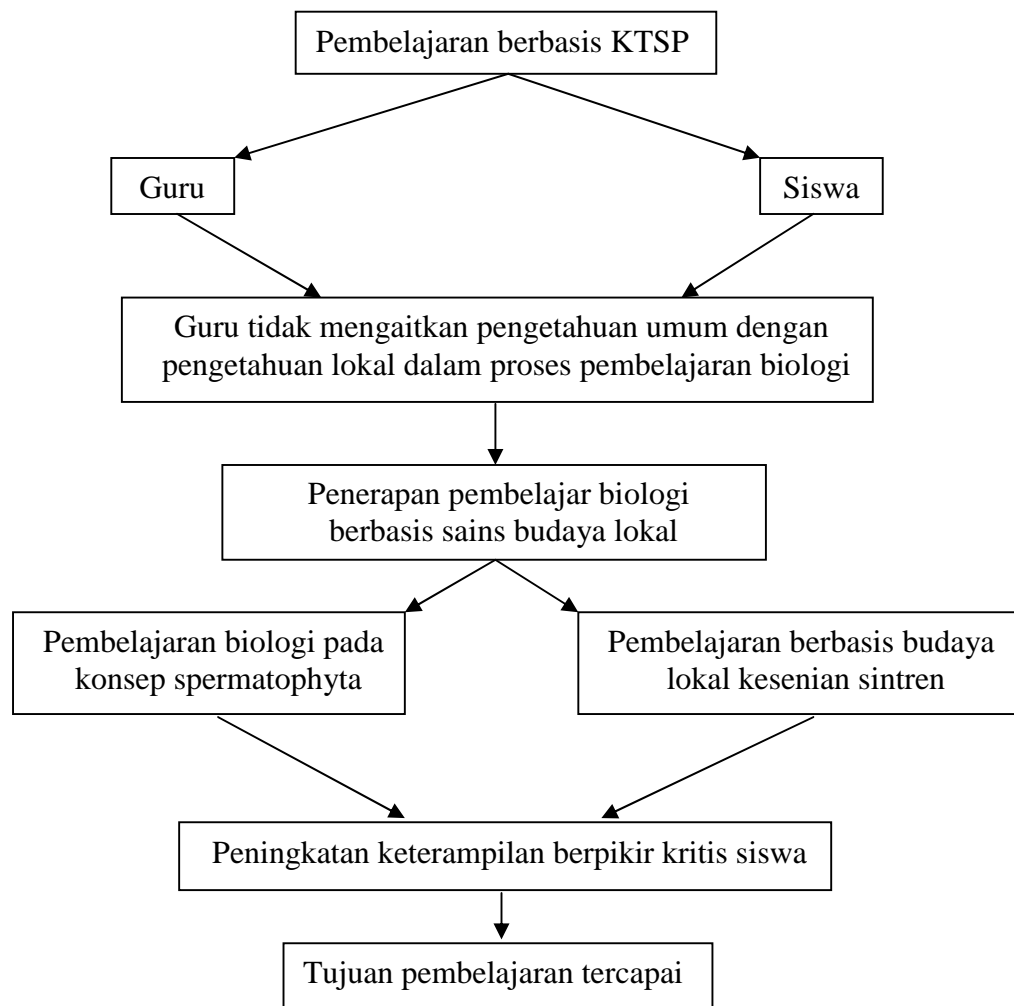 Pembelajaran berbasis KTSP
Guru
Siswa
Guru tidak mengaitkan pengetahuan umum dengan
pengetahuan lokal dalam proses pembelajaran biologi
Penerapan pembelajar biologi
berbasis sains budaya lokal
Pembelajaran biologi pada
konsep spermatophyta
Pembelajaran berbasis budaya
lokal kesenian sintren
Peningkatan keterampilan berpikir kritis siswa
Tujuan pembelajaran tercapai